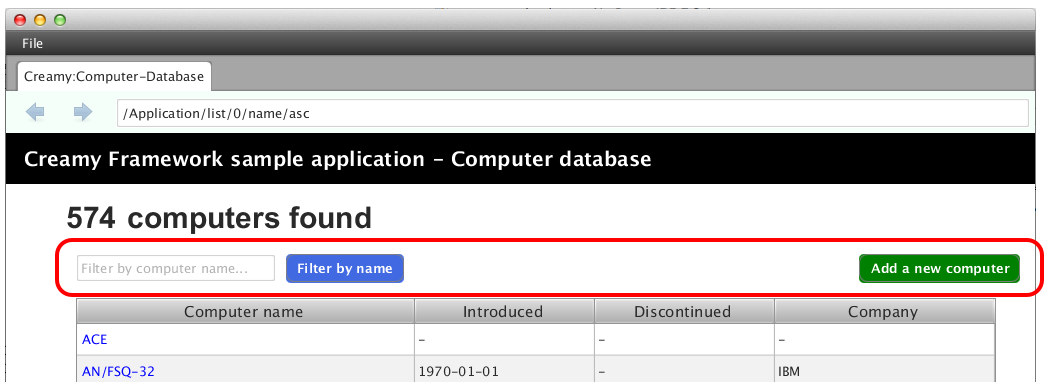 File
Creamy:Computer-Database
/Application/list/0/name/asc
Creamy Framework sample application - Computer database
574 computers found
Filter by computer name... Filter by name Add a new computer
Computer name Introduced Discontinued Company
ACE - - -
AN/FSQ-32 1970-01-01 - IBM